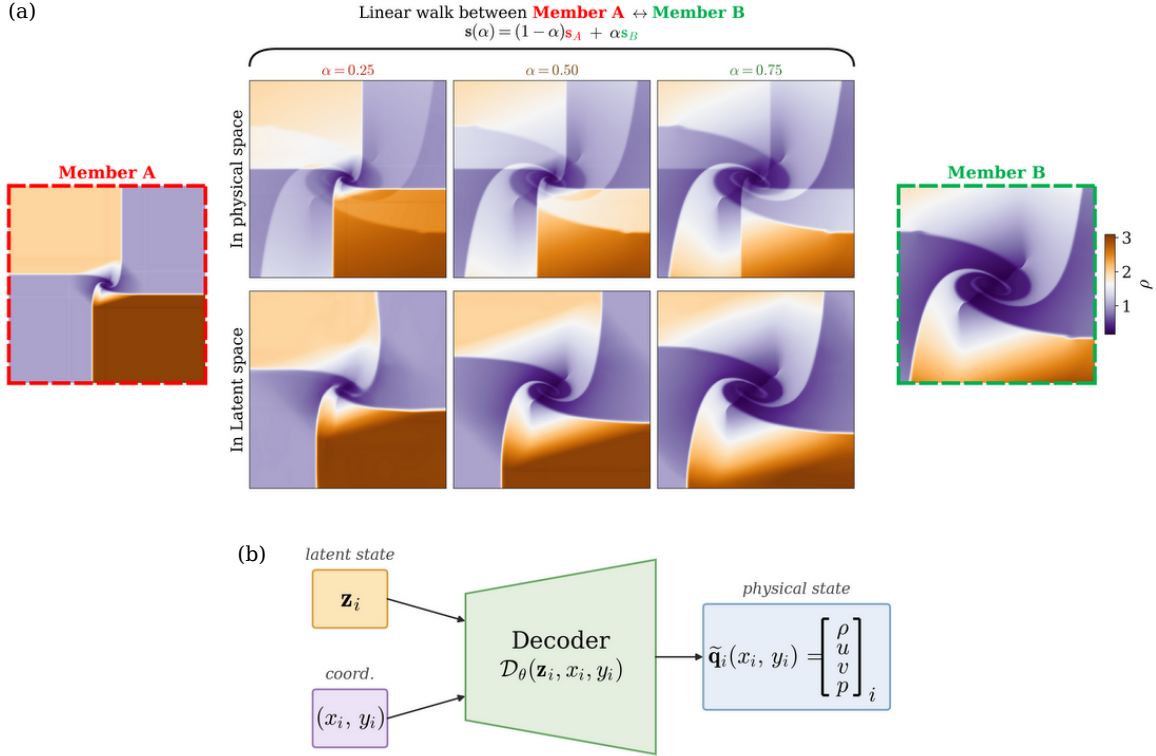 (a)
Linear walk between Member A ↔ Member B
s(α) = (1 − α)s_A + αs_B
α = 0.25
α = 0.50
α = 0.75
In physical space
Member A
Member B
3
2
1
ρ
In Latent space
(b)
latent state
z_i
coord.
(x_i, y_i)
Decoder
𝒟_θ(z_i, x_i, y_i)
physical state
q̃_i(x_i, y_i) = [ρ u v p]_i